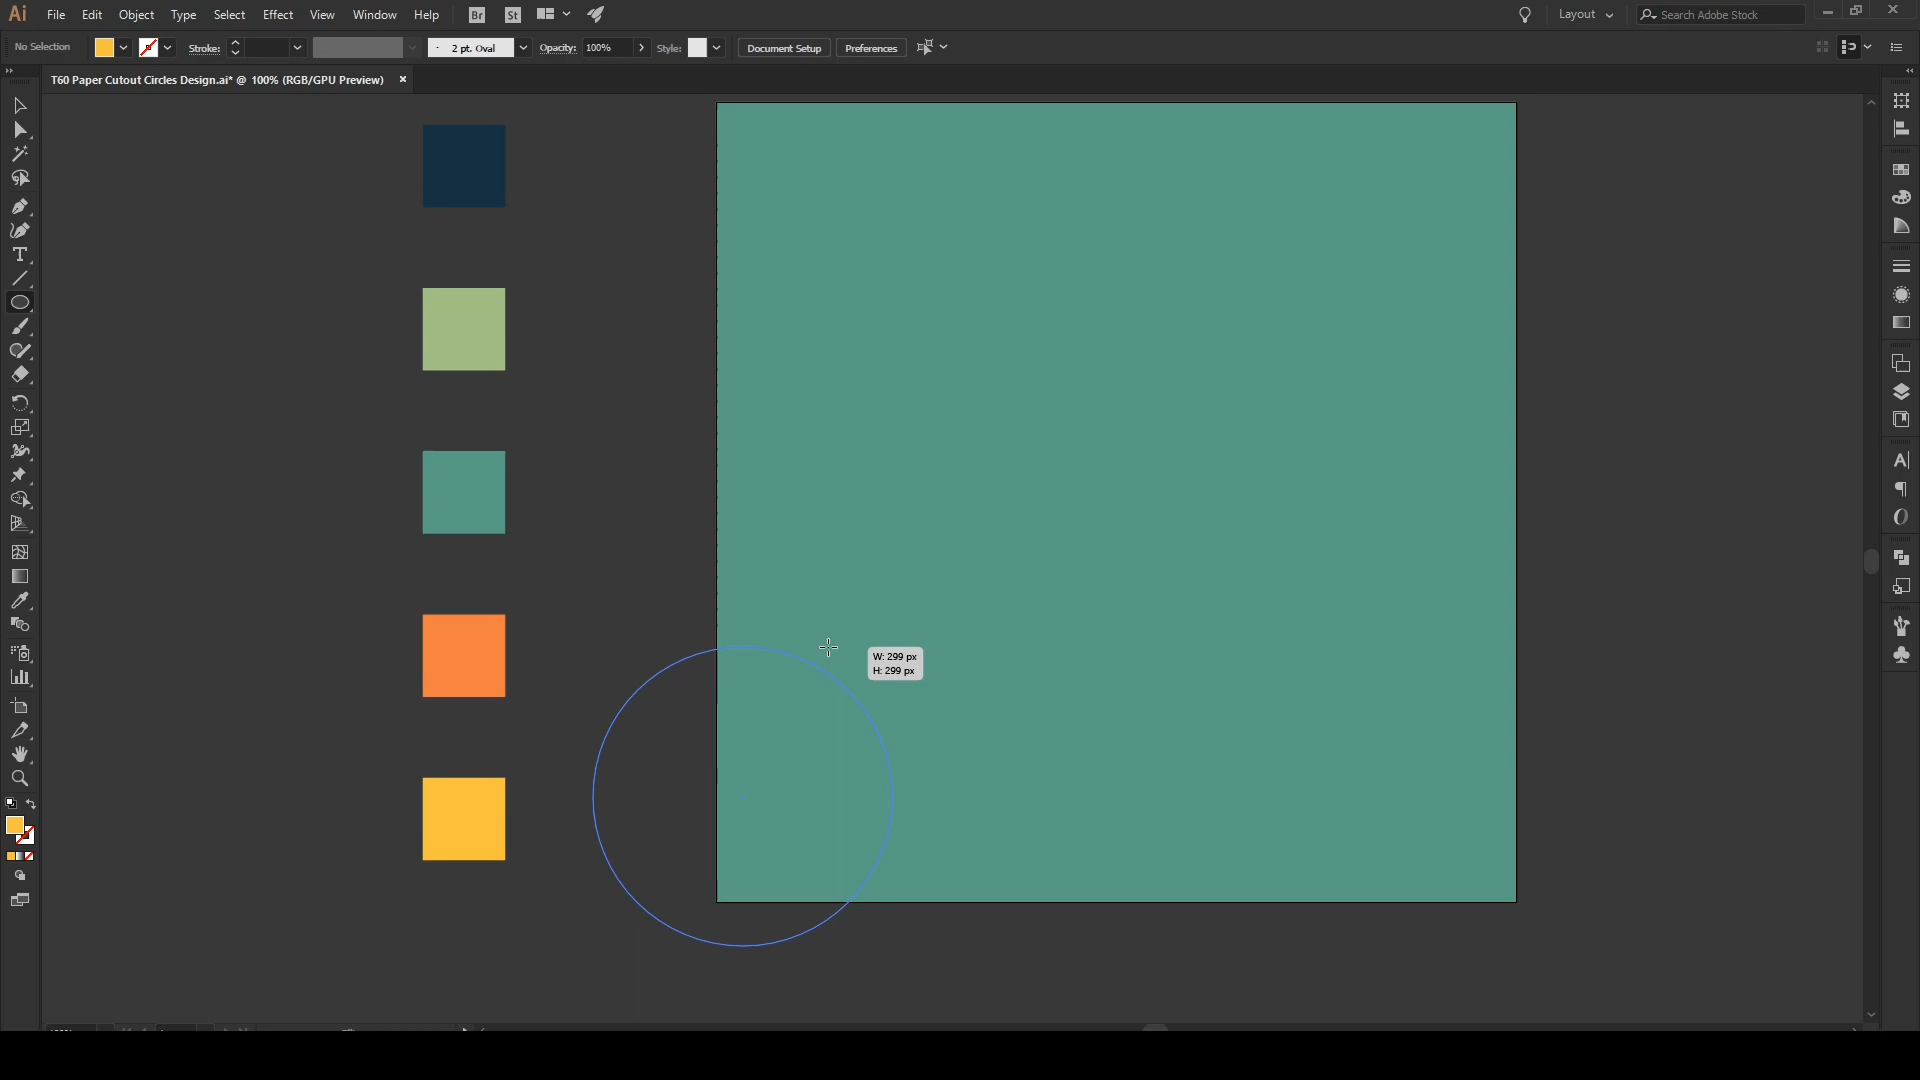 Ai File Edit Object Type Select Effect View Window Help Br St Layout Search Adobe Stock
No Selection Stroke: 2 pt. Oval Opacity: 100% Style: Document Setup Preferences
T60 Paper Cutout Circles Design.ai* @ 100% (RGB/GPU Preview)
W: 299 px
H: 299 px